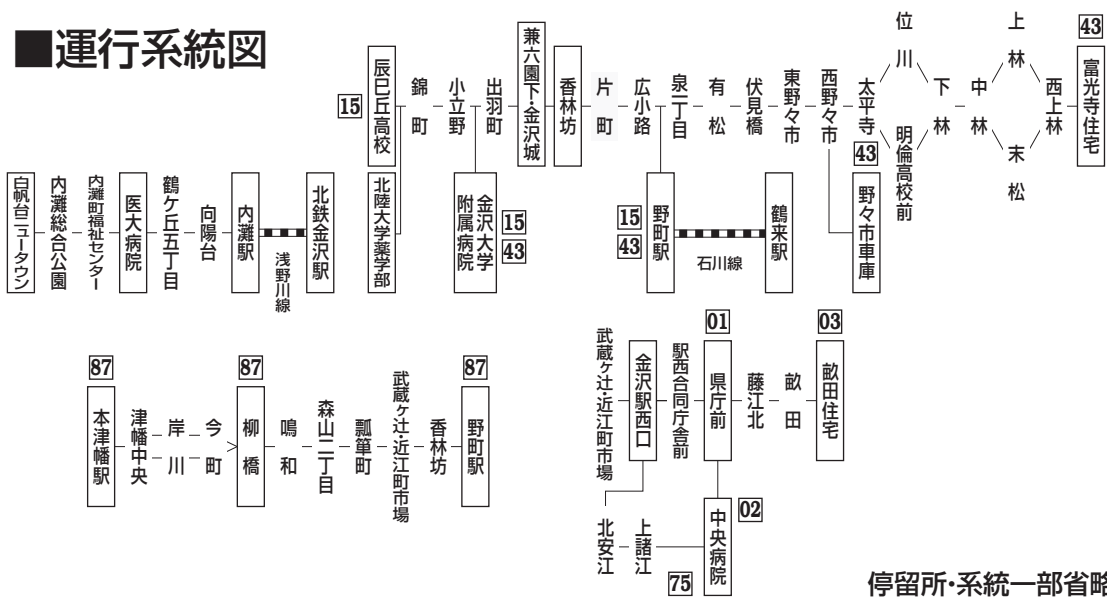 ■運行系統図
15
辰巳丘高校
錦町
小立野
出羽町
兼六園下・金沢城
香林坊
片町
広小路
泉一丁目
有松
伏見橋
東野々市
西野々市
太平寺
位川
明倫高校前
下林
中林
上林
末松
西上林
43
富光寺住宅
白帆台ニュータウン
内灘総合公園
内灘町福祉センター
医大病院
鶴ケ丘五丁目
向陽台
内灘駅
浅野川線
北鉄金沢駅
北陸大学薬学部
金沢大学
附属病院
15
43
15
43
野町駅
石川線
鶴来駅
43
野々市車庫
87
本津幡駅
津幡中央
岸川
今町
87
柳橋
鳴和
森山二丁目
瓢箪町
武蔵ケ辻・近江町市場
香林坊
87
野町駅
武蔵ケ辻・近江町市場
金沢駅西口
駅西合同庁舎前
01
県庁前
藤江北
畝田
03
畝田住宅
北安江
上諸江
75
中央病院
02
停留所・系統一部省略